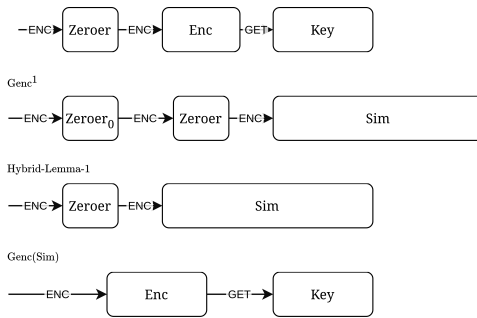 ENC Zeroer ENC Enc GET Key
Genc1
ENC Zeroer0 ENC Zeroer ENC Sim
Hybrid-Lemma-1
ENC Zeroer ENC Sim
Genc(Sim)
ENC Enc GET Key